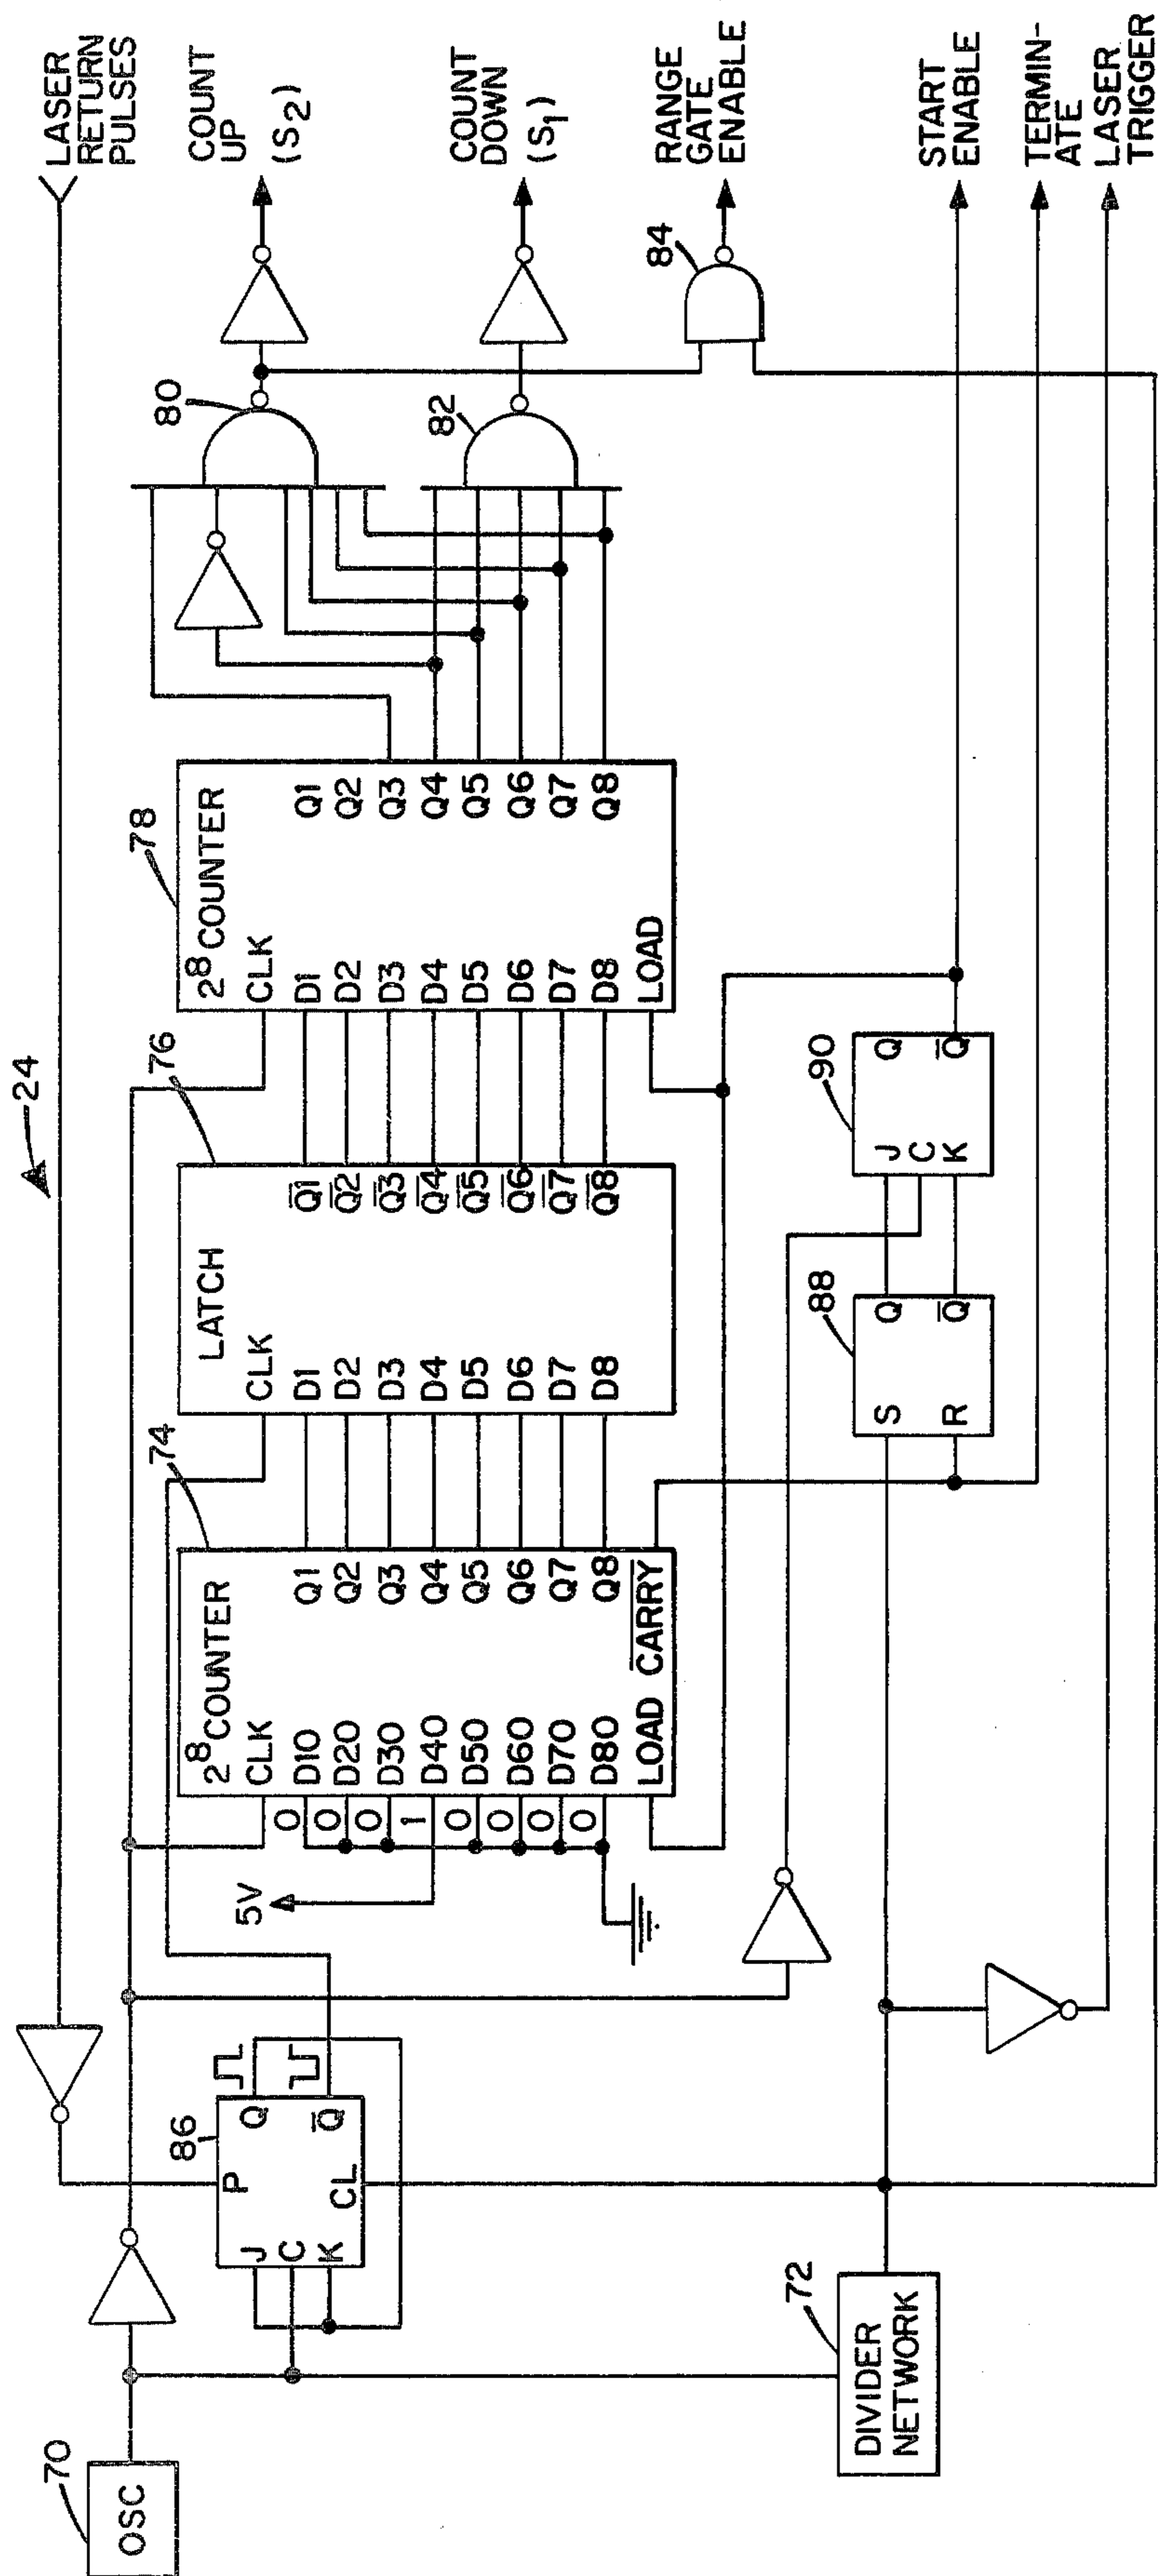 24
LASER
RETURN
PULSES
COUNT
UP
(S2)
COUNT
DOWN
(S1)
RANGE
GATE
ENABLE
START
ENABLE
TERMIN-
ATE
LASER
TRIGGER
70
OSC
72
DIVIDER
NETWORK
86
P
J
C
K
CL
Q
Q̅
5V
0
0
0
1
0
0
0
0
74
2⁸ COUNTER
CLK
D10
D20
D30
D40
D50
D60
D70
D80
LOAD
Q1
Q2
Q3
Q4
Q5
Q6
Q7
Q8
C̅A̅R̅R̅Y̅
76
LATCH
CLK
D1
D2
D3
D4
D5
D6
D7
D8
Q̅1̅
Q̅2̅
Q̅3̅
Q̅4̅
Q̅5̅
Q̅6̅
Q̅7̅
Q̅8̅
78
2⁸ COUNTER
CLK
D1
D2
D3
D4
D5
D6
D7
D8
LOAD
Q1
Q2
Q3
Q4
Q5
Q6
Q7
Q8
80
82
84
88
S
R
Q
Q̅
90
J
C
K
Q
Q̅